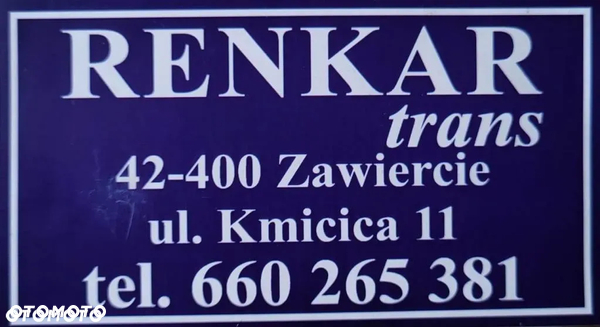 RENKAR
trans
42-400 Zawiercie
ul. Kmicica 11
tel. 660 265 381
OTOMOTO